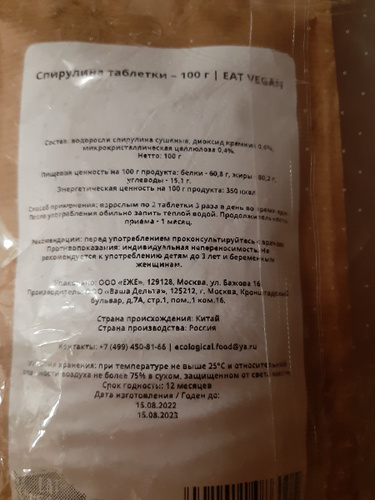 Спирулина таблетки – 100 г | EAT VEGAN
Состав: водоросли спирулина сушеные, диоксид кремния 0,6%,
микрокристаллическая целлюлоза 0,4%.
Нетто: 100 г
Пищевая ценность на 100 г продукта: белки - 60,8 г, жиры -
углеводы - 15,1 г.
Энергетическая ценность на 100 г продукта: 350 ккал
Способ применения: взрослым по 2 таблетки 3 раза в день во время еды.
После употребления обильно запить теплой водой. Продолжительность
приема - 1 месяц.
Рекомендации: перед употреблением проконсультируйтесь с врачом
Противопоказания: индивидуальная непереносимость. Не
рекомендуется к употреблению детям до 3 лет и беременным
женщинам.
Упаковано: ООО «ЕЖЕ», 129128, Москва, ул. Бажова 16
Производитель: ООО «Ваша Дельта», 125212, г. Москва, Кронштадтский
бульвар, д.7А, стр.1, пом.,1 ком.16.
Страна происхождения: Китай
Страна производства: Россия
Контакты: +7 (499) 450-81-66 | ecological.food@ya.ru
Условия хранения: при температуре не выше 25°С и относительной
влажности воздуха не более 75% в сухом, защищенном от света
Срок годности: 12 месяцев
Дата изготовления / Годен до:
15.08.2022
15.08.2023